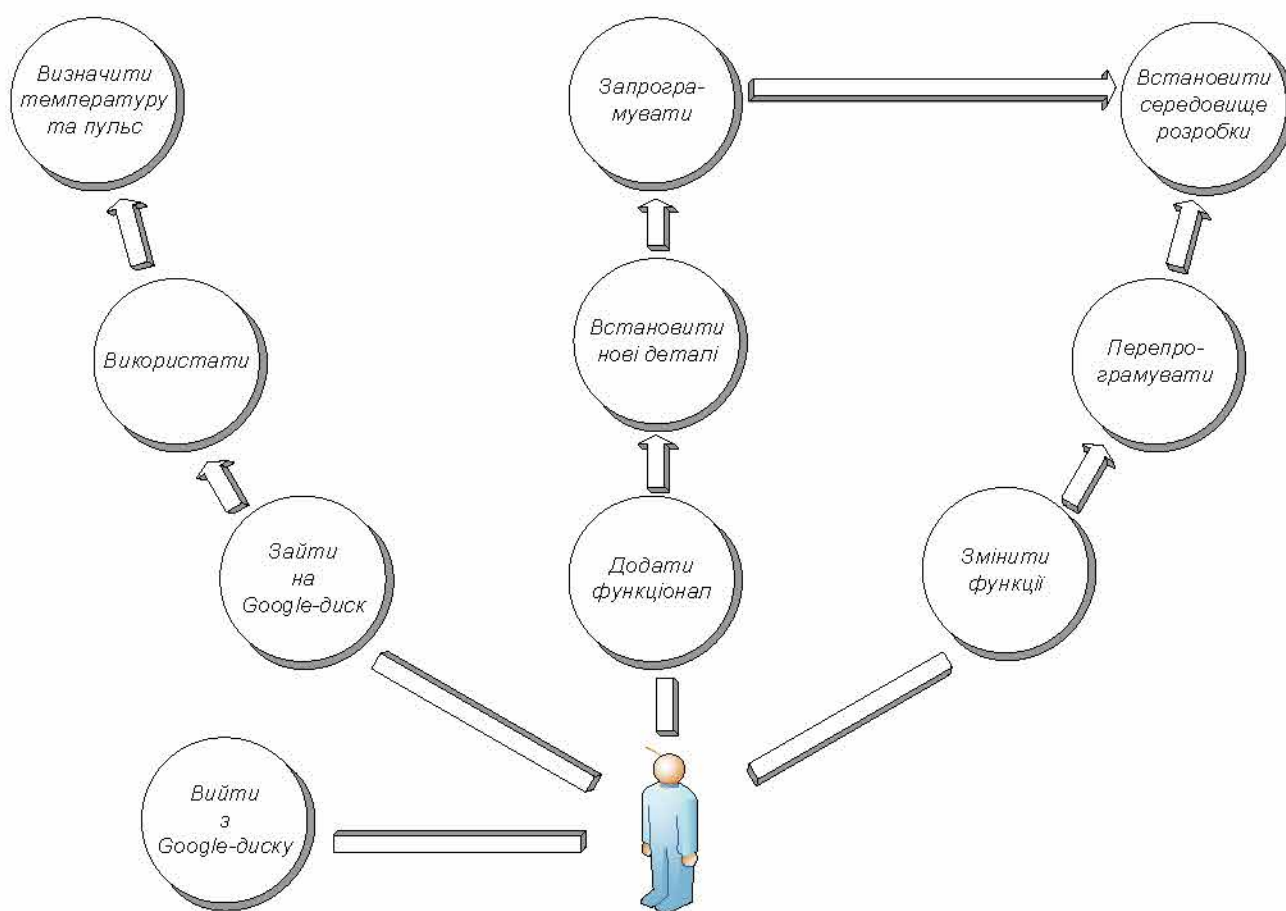 Визначити
температуру
та пульс
Запрогра-
мувати
Встановити
середовище
розробки
Використати
Встановити
нові деталі
Перепро-
грамувати
Зайти
на
Google-диск
Додати
функціонал
Змінити
функції
Вийти
з
Google-диску